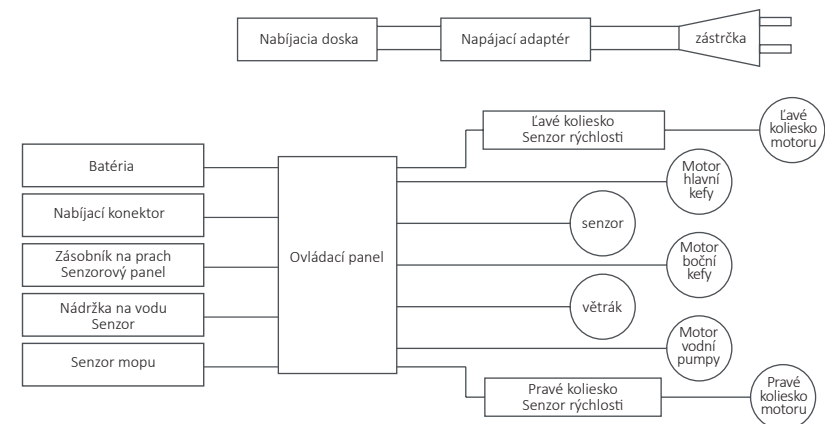 Nabíjacia doska
Napájací adaptér
zástrčka
Ľavé koliesko
Senzor rýchlosti
Ľavé
koliesko
motoru
Batéria
Motor
hlavní
kefy
Nabíjací konektor
senzor
Zásobník na prach
Senzorový panel
Ovládací panel
Motor
boční
kefy
Nádržka na vodu
Senzor
větrák
Senzor mopu
Motor
vodní
pumpy
Pravé koliesko
Senzor rýchlosti
Pravé
koliesko
motoru